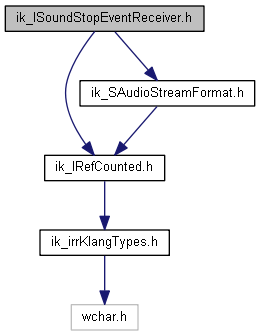 ik_ISoundStopEventReceiver.h
ik_SAudioStreamFormat.h
ik_IRefCounted.h
ik_irrKlangTypes.h
wchar.h